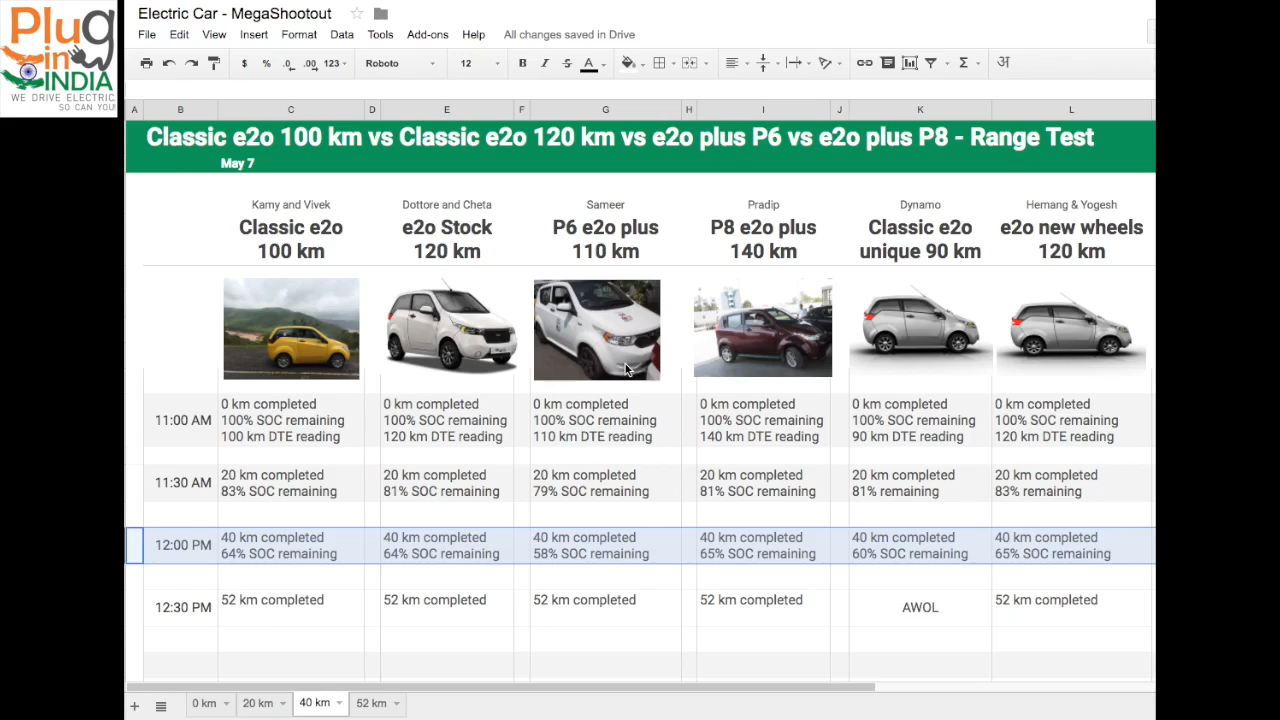 Plug
in
INDIA
WE DRIVE ELECTRIC.
SO CAN YOU
Electric Car - MegaShootout
File Edit View Insert Format Data Tools Add-ons Help All changes saved in Drive
$ % .0 .00 123 Roboto 12 B I S A Σ अ
A B C D E F G H I J K L
Classic e2o 100 km vs Classic e2o 120 km vs e2o plus P6 vs e2o plus P8 - Range Test
May 7
Kamy and Vivek Dottore and Cheta Sameer Pradip Dynamo Hemang & Yogesh
Classic e2o e2o Stock P6 e2o plus P8 e2o plus Classic e2o e2o new wheels
100 km 120 km 110 km 140 km unique 90 km 120 km
0 km completed 0 km completed 0 km completed 0 km completed 0 km completed 0 km completed
11:00 AM 100% SOC remaining 100% SOC remaining 100% SOC remaining 100% SOC remaining 100% SOC remaining 100% SOC remaining
100 km DTE reading 120 km DTE reading 110 km DTE reading 140 km DTE reading 90 km DTE reading 120 km DTE reading
20 km completed 20 km completed 20 km completed 20 km completed 20 km completed 20 km completed
11:30 AM 83% SOC remaining 81% SOC remaining 79% SOC remaining 81% SOC remaining 81% remaining 83% remaining
40 km completed 40 km completed 40 km completed 40 km completed 40 km completed 40 km completed
12:00 PM 64% SOC remaining 64% SOC remaining 58% SOC remaining 65% SOC remaining 60% SOC remaining 65% SOC remaining
52 km completed 52 km completed 52 km completed 52 km completed 52 km completed
12:30 PM AWOL
0 km 20 km 40 km 52 km